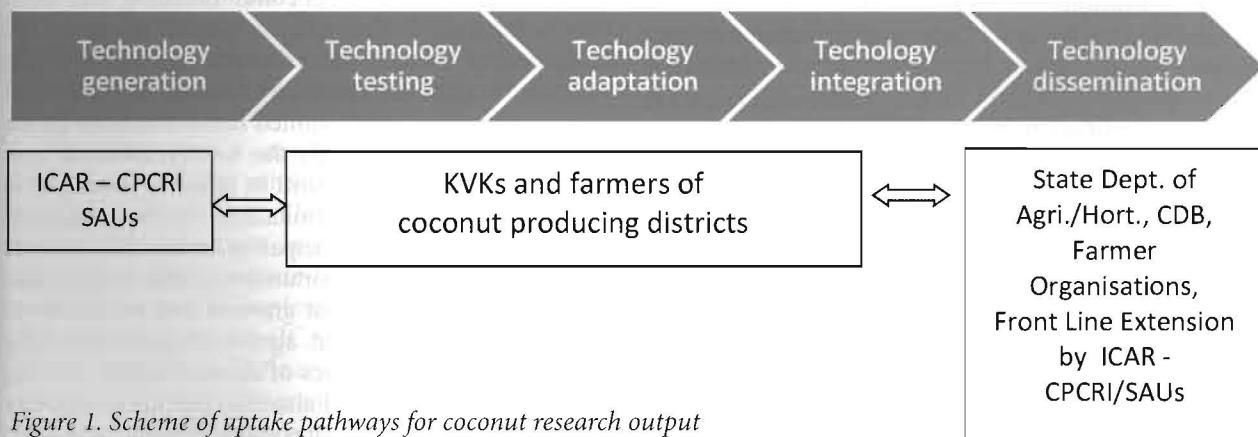 Technology
generation
Technology
testing
Techology
adaptation
Techology
integration
Technology
dissemination
ICAR – CPCRI
SAUs
KVKs and farmers of
coconut producing districts
State Dept. of
Agri./Hort., CDB,
Farmer
Organisations,
Front Line Extension
by ICAR -
CPCRI/SAUs
Figure 1. Scheme of uptake pathways for coconut research output